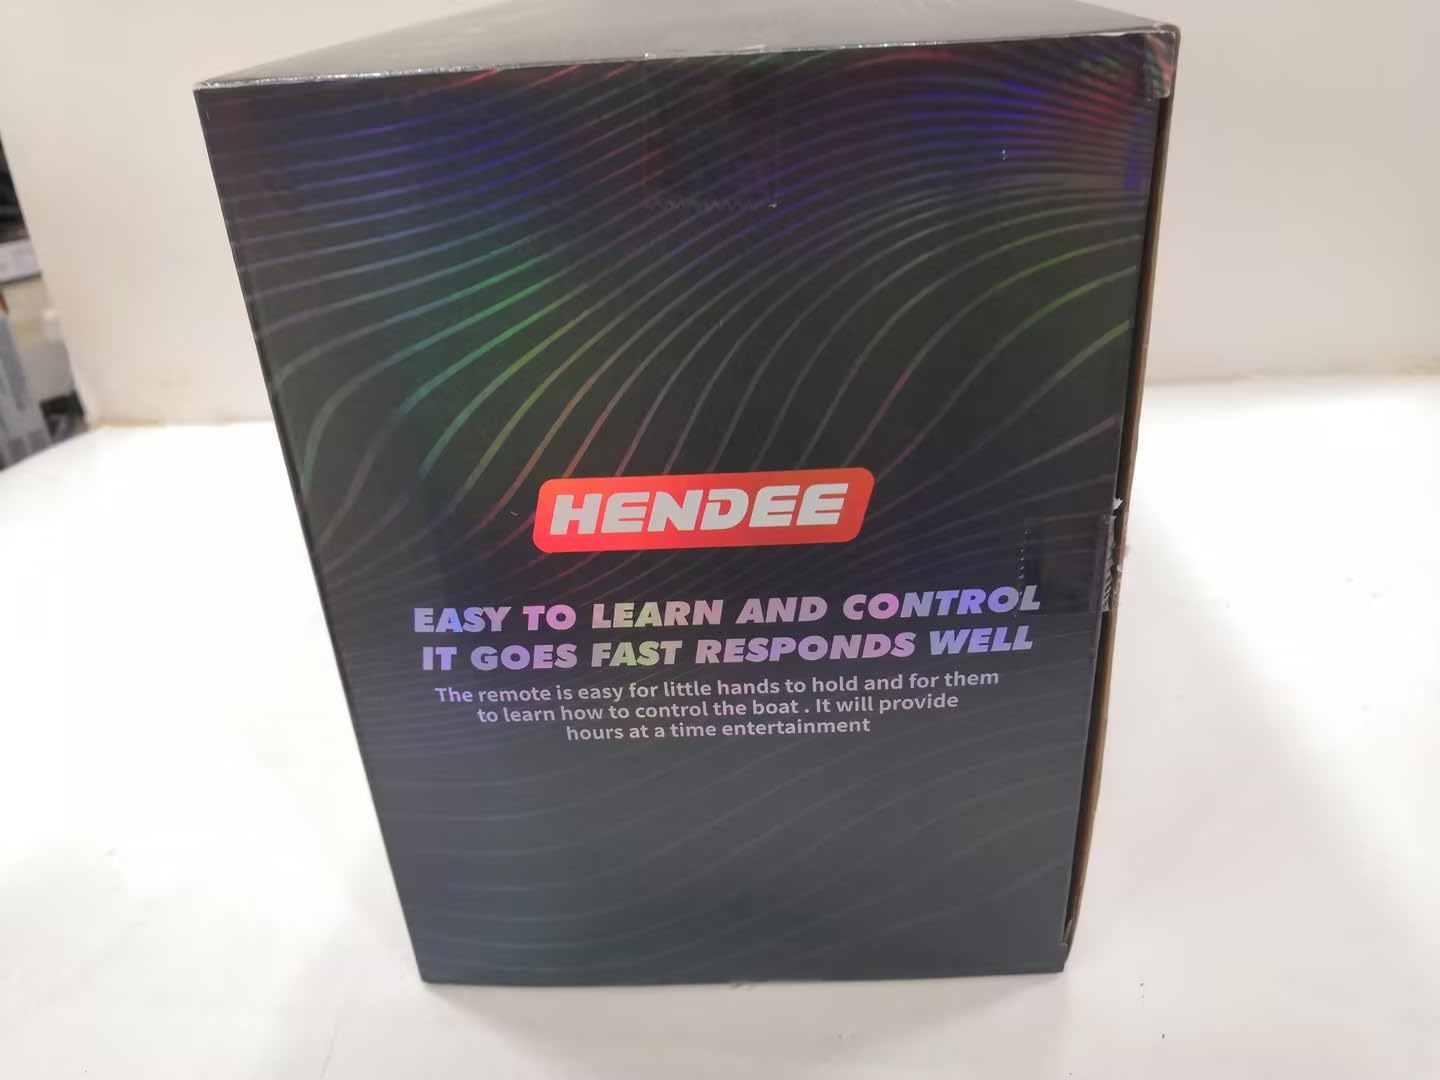 HENDEE
EASY TO LEARN AND CONTROL
IT GOES FAST RESPONDS WELL
The remote is easy for little hands to hold and for them
to learn how to control the boat . It will provide
hours at a time entertainment